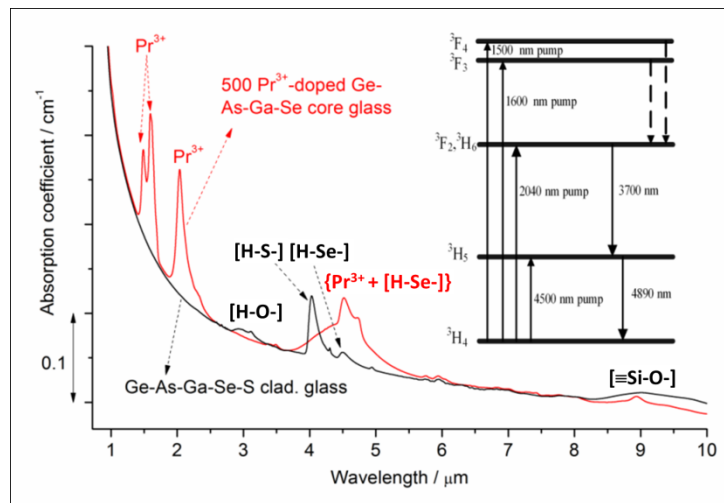 Pr³⁺
500 Pr³⁺-doped Ge-
As-Ga-Se core glass
Pr³⁺
[H-S-] [H-Se-]
{Pr³⁺ + [H-Se-]}
[H-O-]
Ge-As-Ga-Se-S clad. glass
[≡Si-O-]
Absorption coefficient / cm⁻¹
0.1
1 2 3 4 5 6 7 8 9 10
Wavelength / μm
³F₄
1500 nm pump
³F₃
1600 nm pump
³F₂,³H₆
2040 nm pump
3700 nm
³H₅
4500 nm pump
4890 nm
³H₄